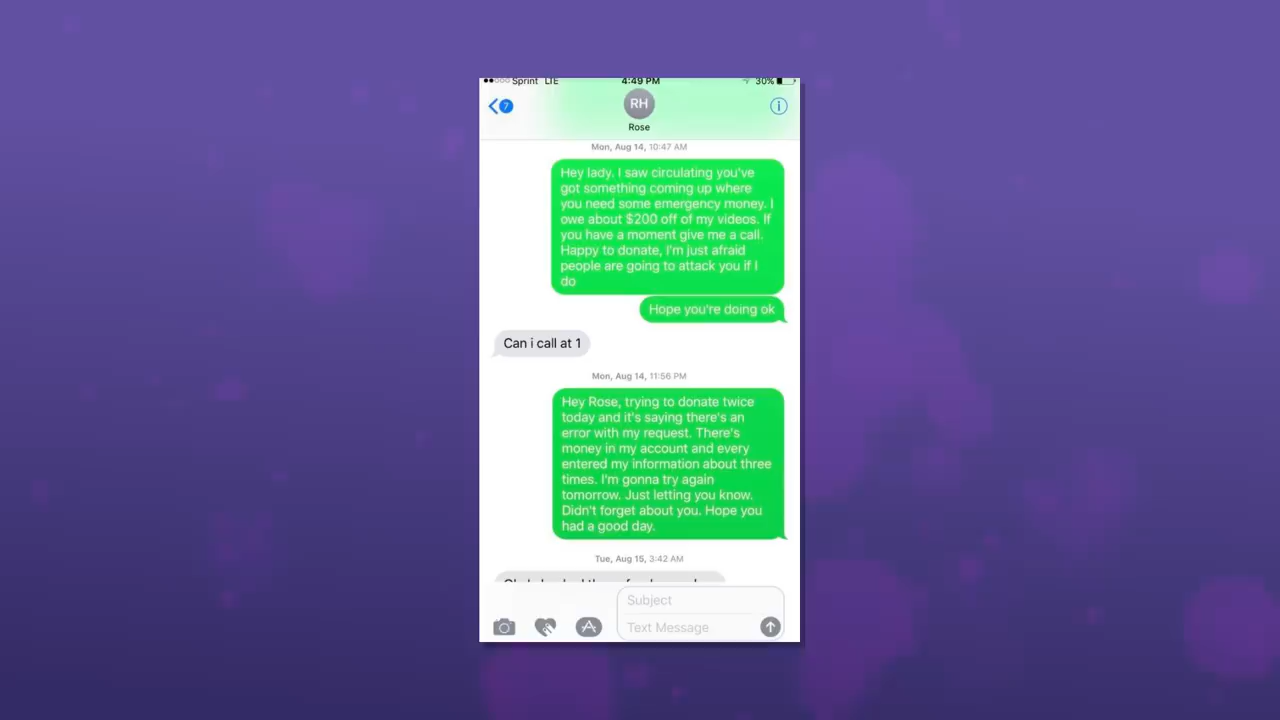 Sprint LTE 4:49 PM 30%
7
RH
Rose
Mon, Aug 14, 10:47 AM
Hey lady. I saw circulating you've
got something coming up where
you need some emergency money. I
owe about $200 off of my videos. If
you have a moment give me a call.
Happy to donate, I'm just afraid
people are going to attack you if I
do
Hope you're doing ok
Can i call at 1
Mon, Aug 14, 11:56 PM
Hey Rose, trying to donate twice
today and it's saying there's an
error with my request. There's
money in my account and every
entered my information about three
times. I'm gonna try again
tomorrow. Just letting you know.
Didn't forget about you. Hope you
had a good day.
Tue, Aug 15, 3:42 AM
Subject
Text Message